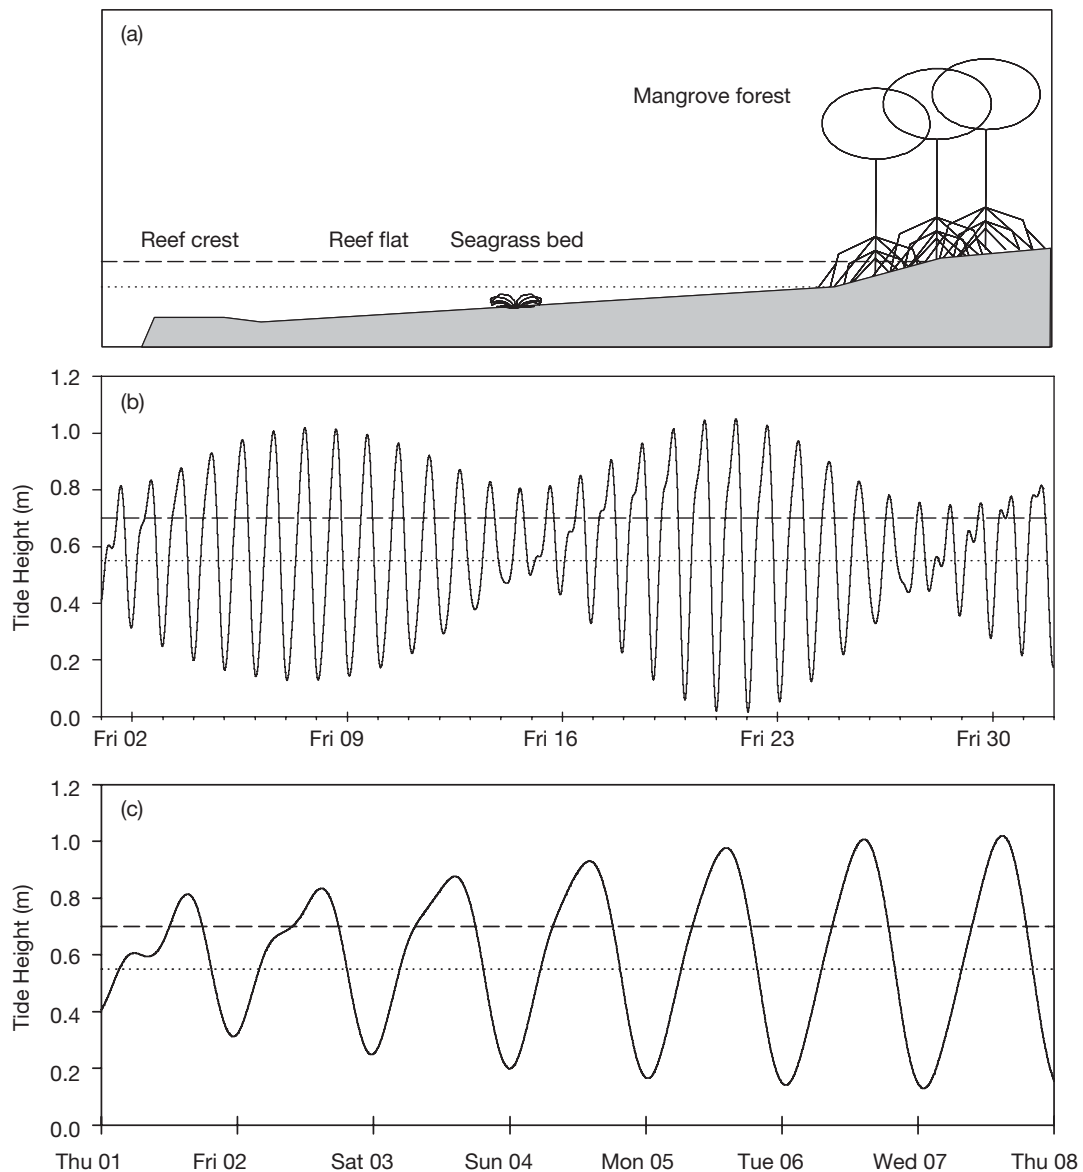 (a)
Mangrove forest
Reef crest Reef flat Seagrass bed
(b)
Tide Height (m)
1.2
1.0
0.8
0.6
0.4
0.2
0.0
Fri 02 Fri 09 Fri 16 Fri 23 Fri 30
(c)
Tide Height (m)
1.2
1.0
0.8
0.6
0.4
0.2
0.0
Thu 01 Fri 02 Sat 03 Sun 04 Mon 05 Tue 06 Wed 07 Thu 08